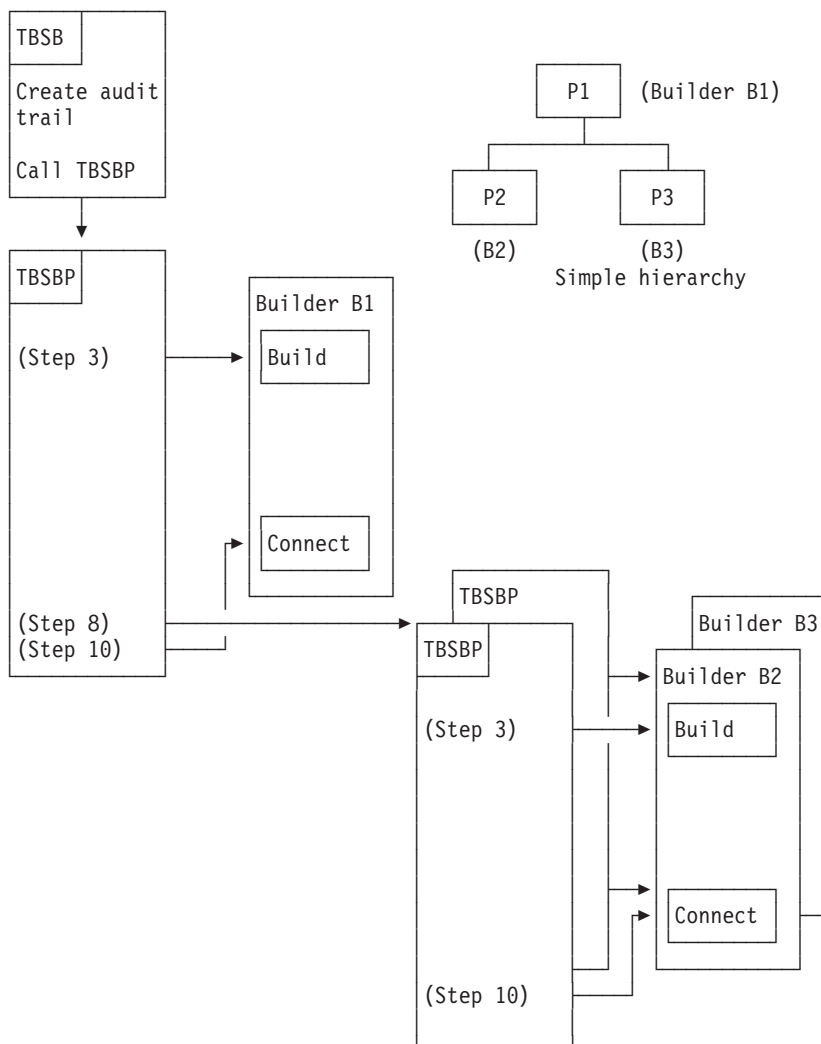 TBSB
Create audit
trail
Call TBSBP
P1
(Builder B1)
P2
P3
(B2)
(B3)
Simple hierarchy
TBSBP
Builder B1
(Step 3)
Build
Connect
(Step 8)
(Step 10)
TBSBP
TBSBP
Builder B3
Builder B2
(Step 3)
Build
Connect
(Step 10)